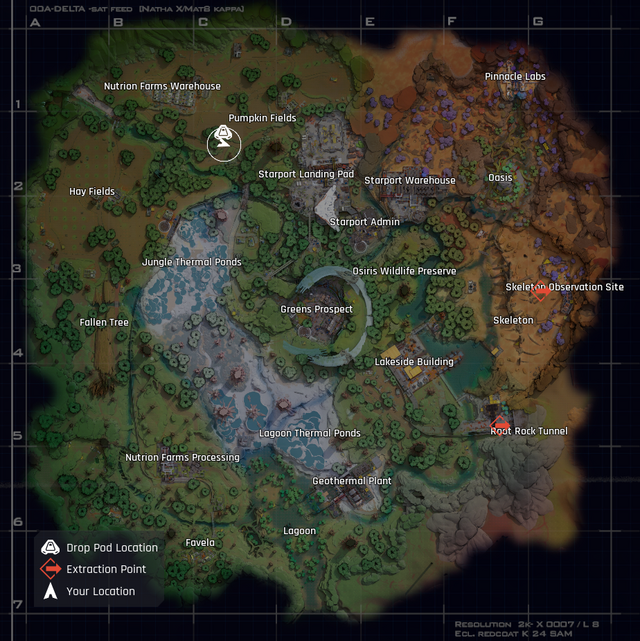 00A-DELTA -SAT FEED (NATHA X/MAT8 KAPPA)
A B C D E F G
Pinnacle Labs
Nutrion Farms Warehouse
1
Pumpkin Fields
Starport Landing Pad
Starport Warehouse
Oasis
2
Hay Fields
Starport Admin
Jungle Thermal Ponds
3
Osiris Wildlife Preserve
Skeleton Observation Site
Greens Prospect
Fallen Tree
Skeleton
4
Lakeside Building
Lagoon Thermal Ponds
Root Rock Tunnel
5
Nutrion Farms Processing
Geothermal Plant
6
Lagoon
Favela
Drop Pod Location
Extraction Point
Your Location
7
RESOLUTION 2K- X 0007 / L 8
ECL. REDCOAT K 24 SAM